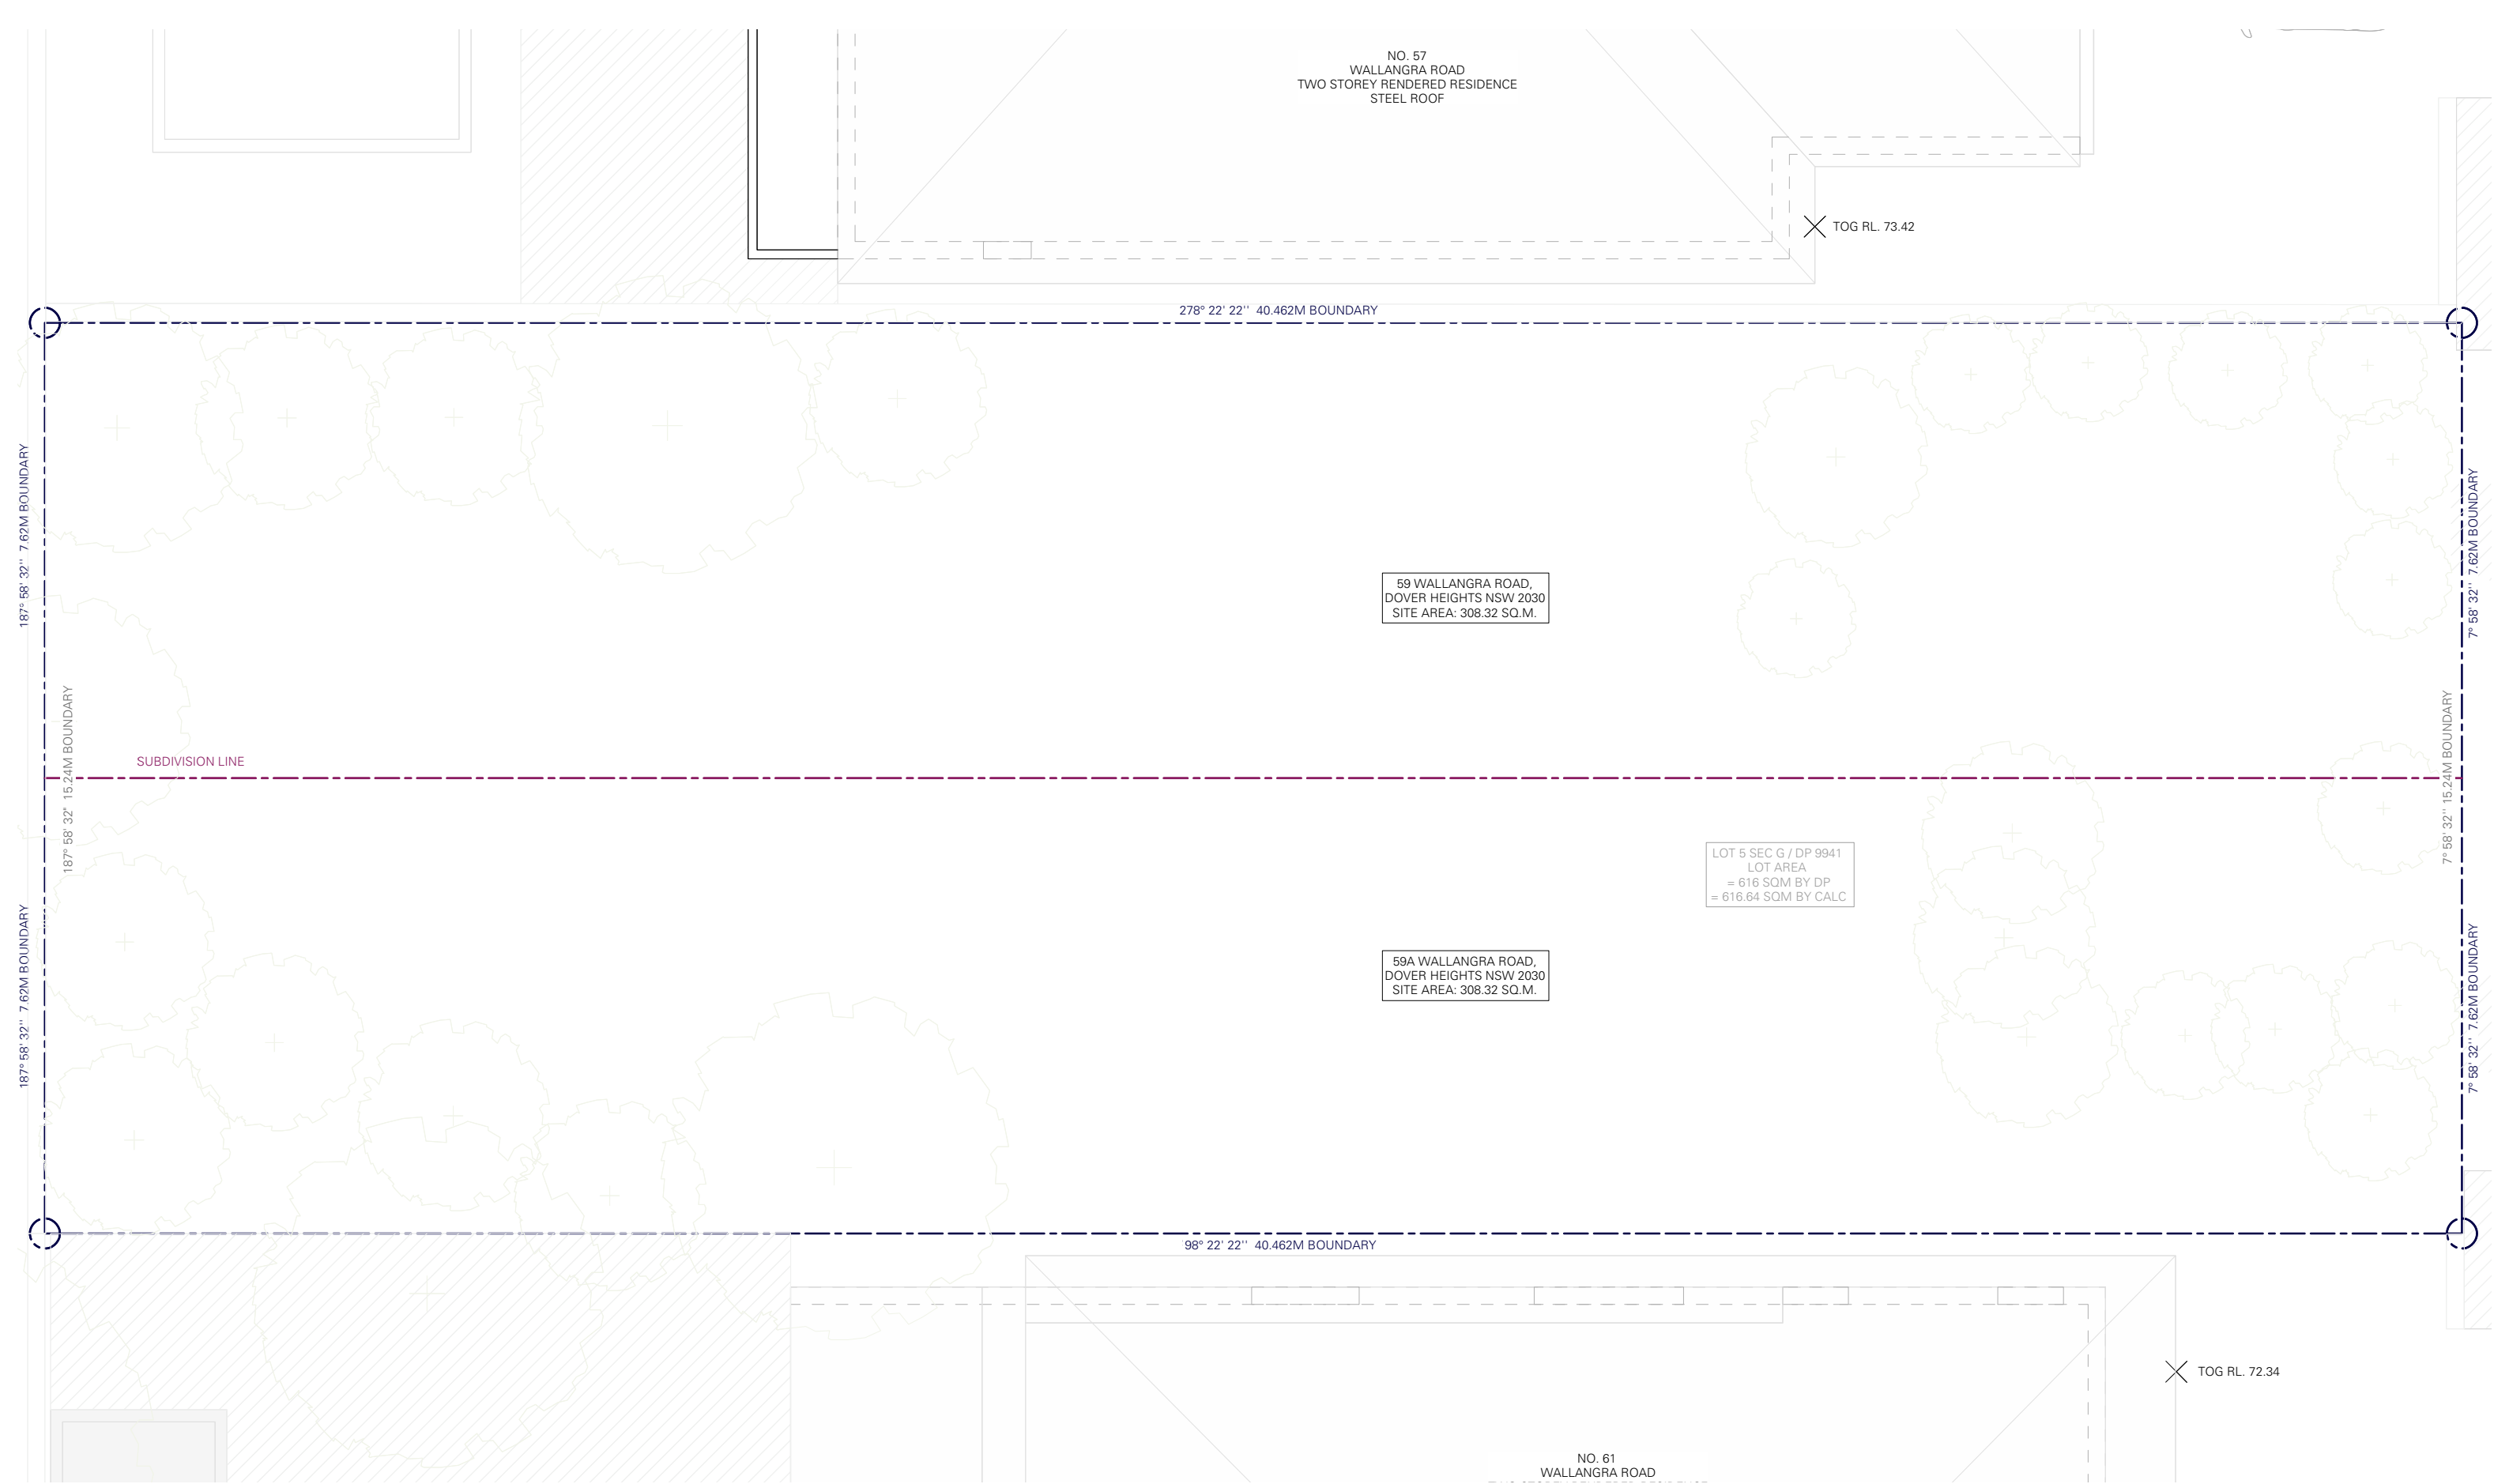 NO. 57
WALLANGRA ROAD
TWO STOREY RENDERED RESIDENCE
STEEL ROOF
TOG RL. 73.42
278° 22' 22'' 40.462M BOUNDARY
187° 58' 32'' 7.62M BOUNDARY
7° 58' 32'' 7.62M BOUNDARY
59 WALLANGRA ROAD,
DOVER HEIGHTS NSW 2030
SITE AREA: 308.32 SQ.M.
187° 58' 32" 15.24M BOUNDARY
7° 58' 32'' 15.24M BOUNDARY
SUBDIVISION LINE
LOT 5 SEC G / DP 9941
LOT AREA
= 616 SQM BY DP
= 616.64 SQM BY CALC
187° 58' 32'' 7.62M BOUNDARY
7° 58' 32'' 7.62M BOUNDARY
59A WALLANGRA ROAD,
DOVER HEIGHTS NSW 2030
SITE AREA: 308.32 SQ.M.
98° 22' 22'' 40.462M BOUNDARY
TOG RL. 72.34
NO. 61
WALLANGRA ROAD